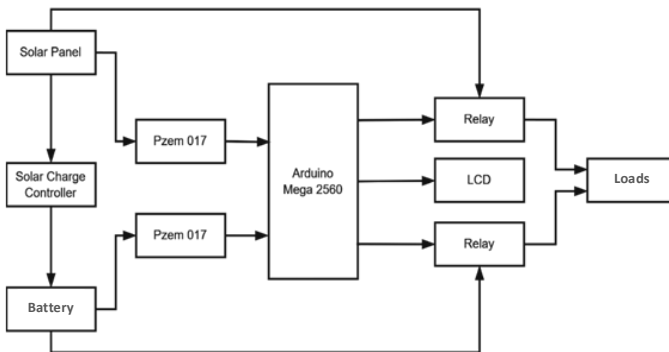 Solar Panel
Pzem 017
Relay
Arduino
Mega 2560
Solar Charge
Controller
LCD
Loads
Pzem 017
Relay
Battery